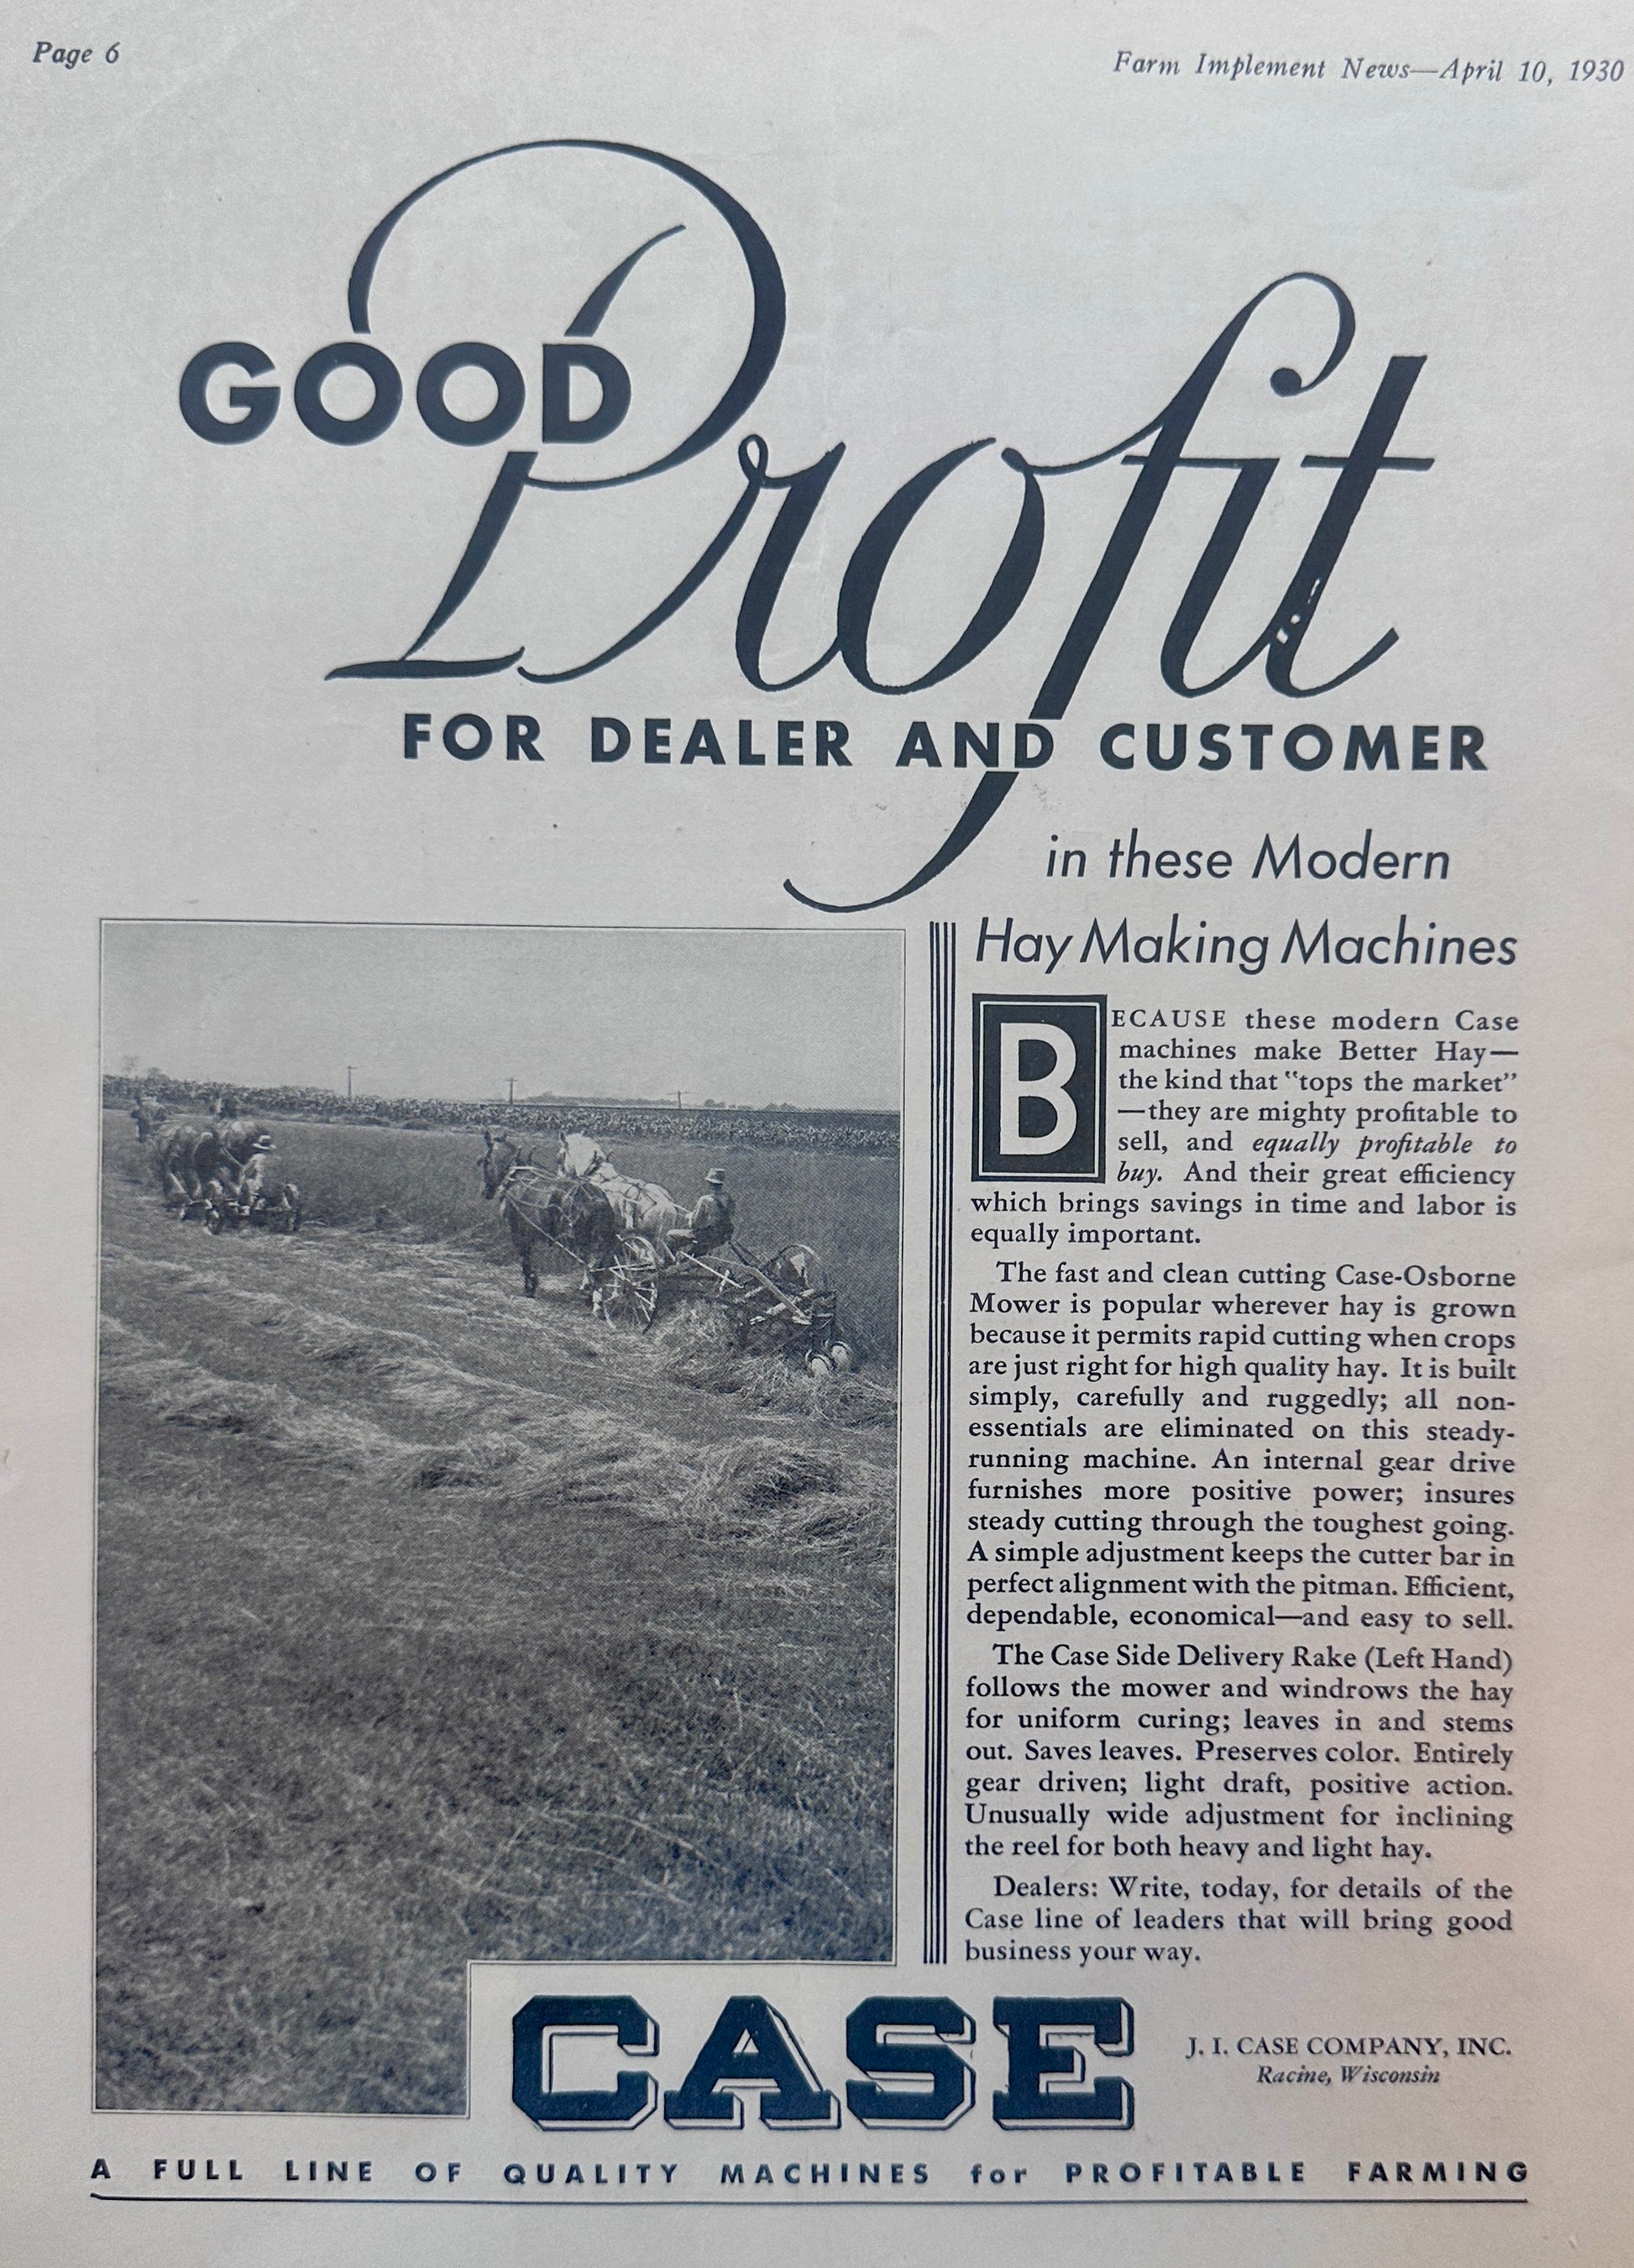 Page 6
Farm Implement News—April 10, 1930
GOOD
Profit
FOR DEALER AND CUSTOMER
in these Modern
Hay Making Machines
BECAUSE these modern Case
machines make Better Hay—
the kind that "tops the market"
—they are mighty profitable to
sell, and equally profitable to
buy. And their great efficiency
which brings savings in time and labor is
equally important.
The fast and clean cutting Case-Osborne
Mower is popular wherever hay is grown
because it permits rapid cutting when crops
are just right for high quality hay. It is built
simply, carefully and ruggedly; all non-
essentials are eliminated on this steady-
running machine. An internal gear drive
furnishes more positive power; insures
steady cutting through the toughest going.
A simple adjustment keeps the cutter bar in
perfect alignment with the pitman. Efficient,
dependable, economical—and easy to sell.
The Case Side Delivery Rake (Left Hand)
follows the mower and windrows the hay
for uniform curing; leaves in and stems
out. Saves leaves. Preserves color. Entirely
gear driven; light draft, positive action.
Unusually wide adjustment for inclining
the reel for both heavy and light hay.
Dealers: Write, today, for details of the
Case line of leaders that will bring good
business your way.
CASE
J. I. CASE COMPANY, INC.
Racine, Wisconsin
A FULL LINE OF QUALITY MACHINES for PROFITABLE FARMING